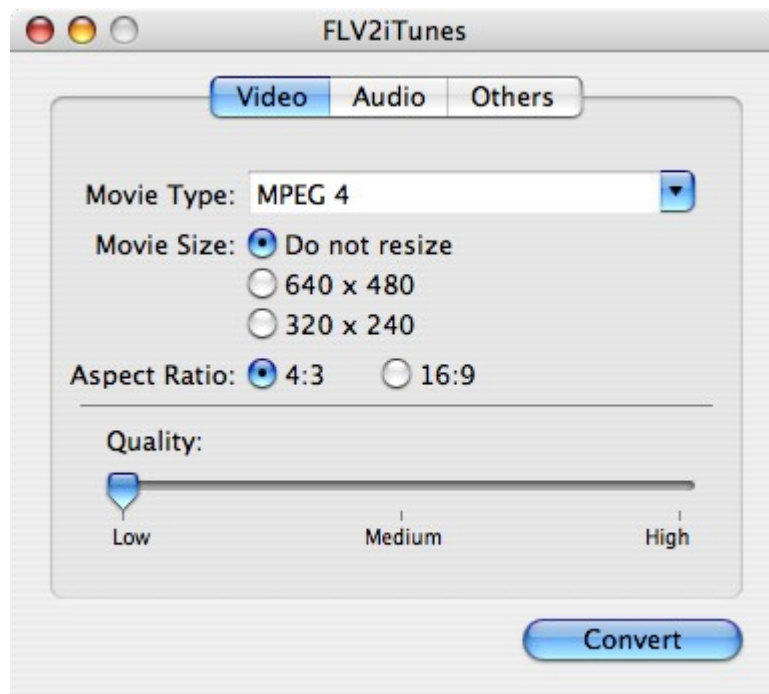 FLV2iTunes
Video Audio Others
Movie Type: MPEG 4
Movie Size: Do not resize
640 x 480
320 x 240
Aspect Ratio: 4:3 16:9
Quality:
Low Medium High
Convert